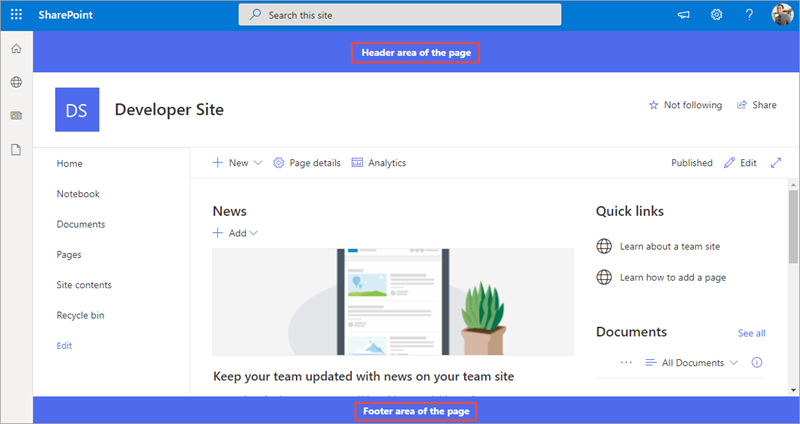 SharePoint
Search this site
?
Header area of the page
DS
Developer Site
Not following
Share
Home
Notebook
Documents
Pages
Site contents
Recycle bin
Edit
New
Page details
Analytics
Published
Edit
News
Add
Keep your team updated with news on your team site
Quick links
Learn about a team site
Learn how to add a page
Documents
See all
All Documents
Footer area of the page